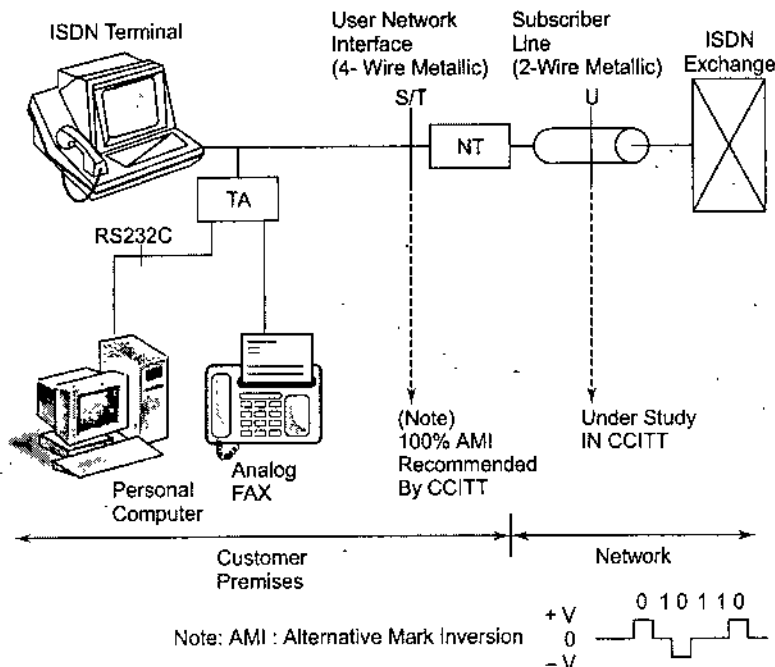 ISDN Terminal
User Network
Interface
(4- Wire Metallic)
S/T
Subscriber
Line
(2-Wire Metallic)
U
ISDN
Exchange
NT
TA
RS232C
Personal
Computer
Analog
FAX
(Note)
100% AMI
Recommended
By CCITT
Under Study
IN CCITT
Customer
Premises
Network
Note: AMI : Alternative Mark Inversion
+ V
0
– V
0 1 0 1 1 0